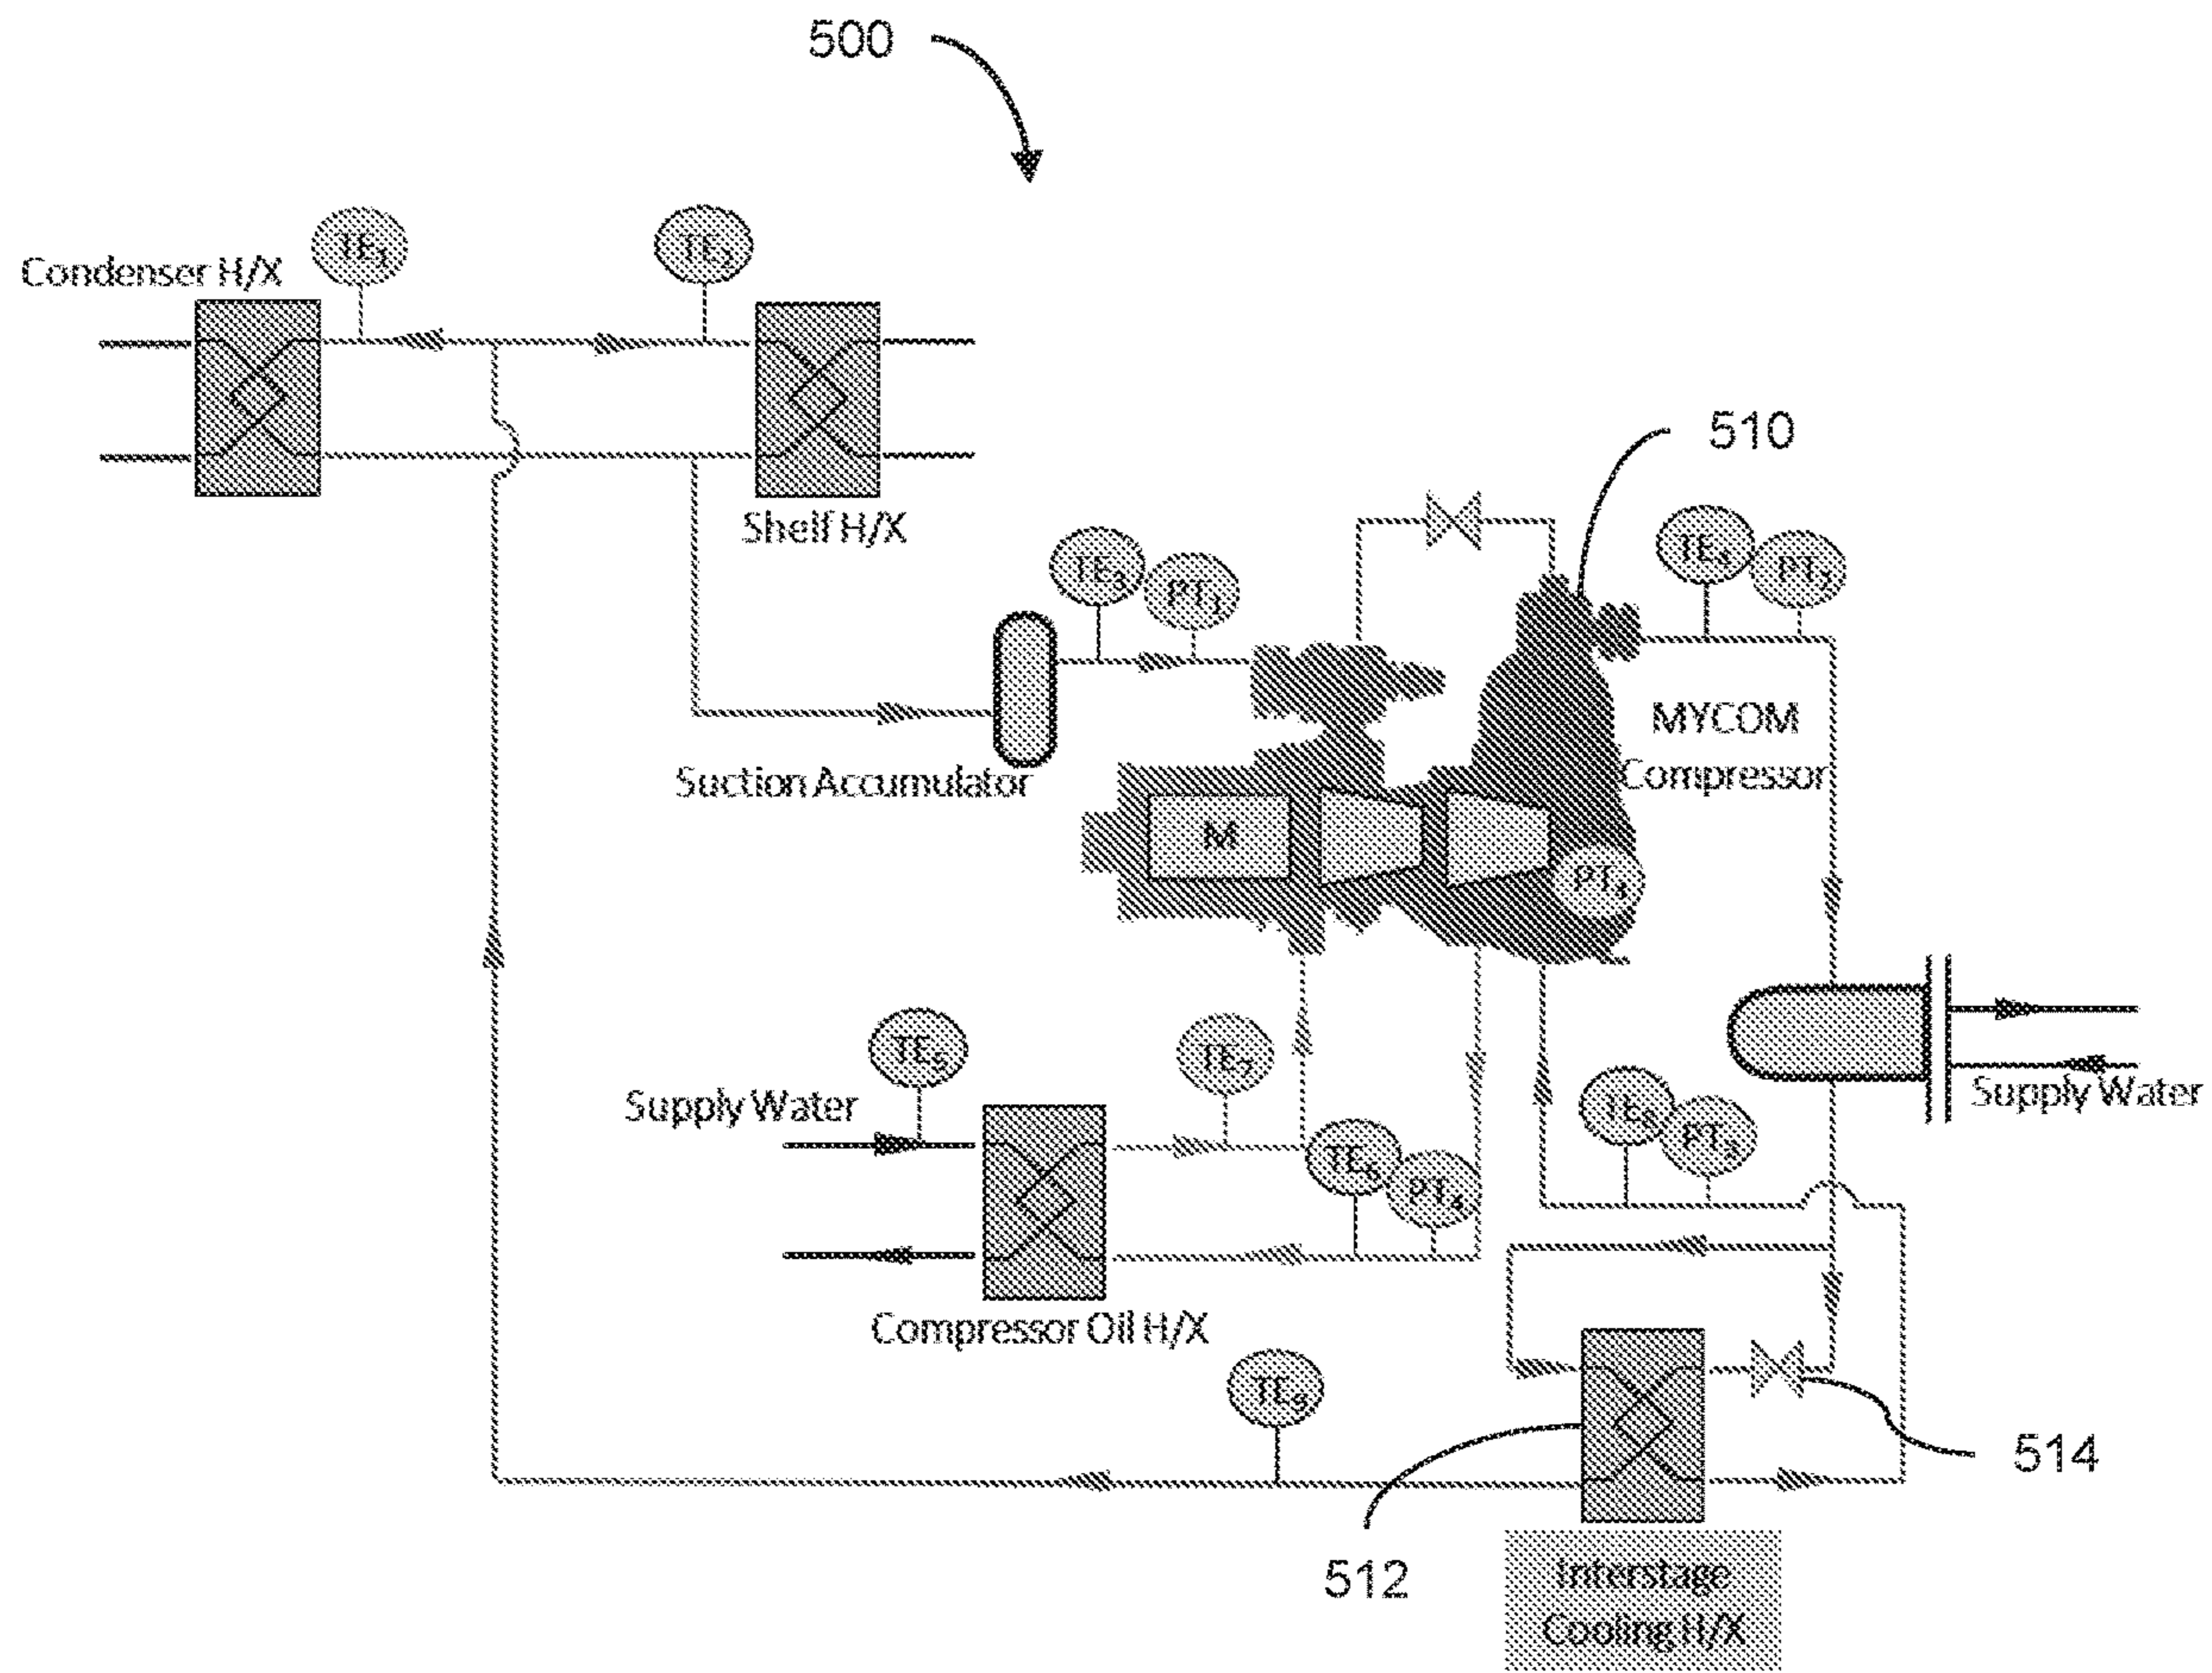 500
TE1
TE2
Condenser H/X
510
Shelf H/X
TE3
PT1
TE4
PT2
MYCOM
Compressor
Suction Accumulator
M
TE5
TE7
Supply Water
TE8
PT3
Supply Water
TE6
PT4
Compressor Oil H/X
TE9
514
512
Interstage
Cooling H/X